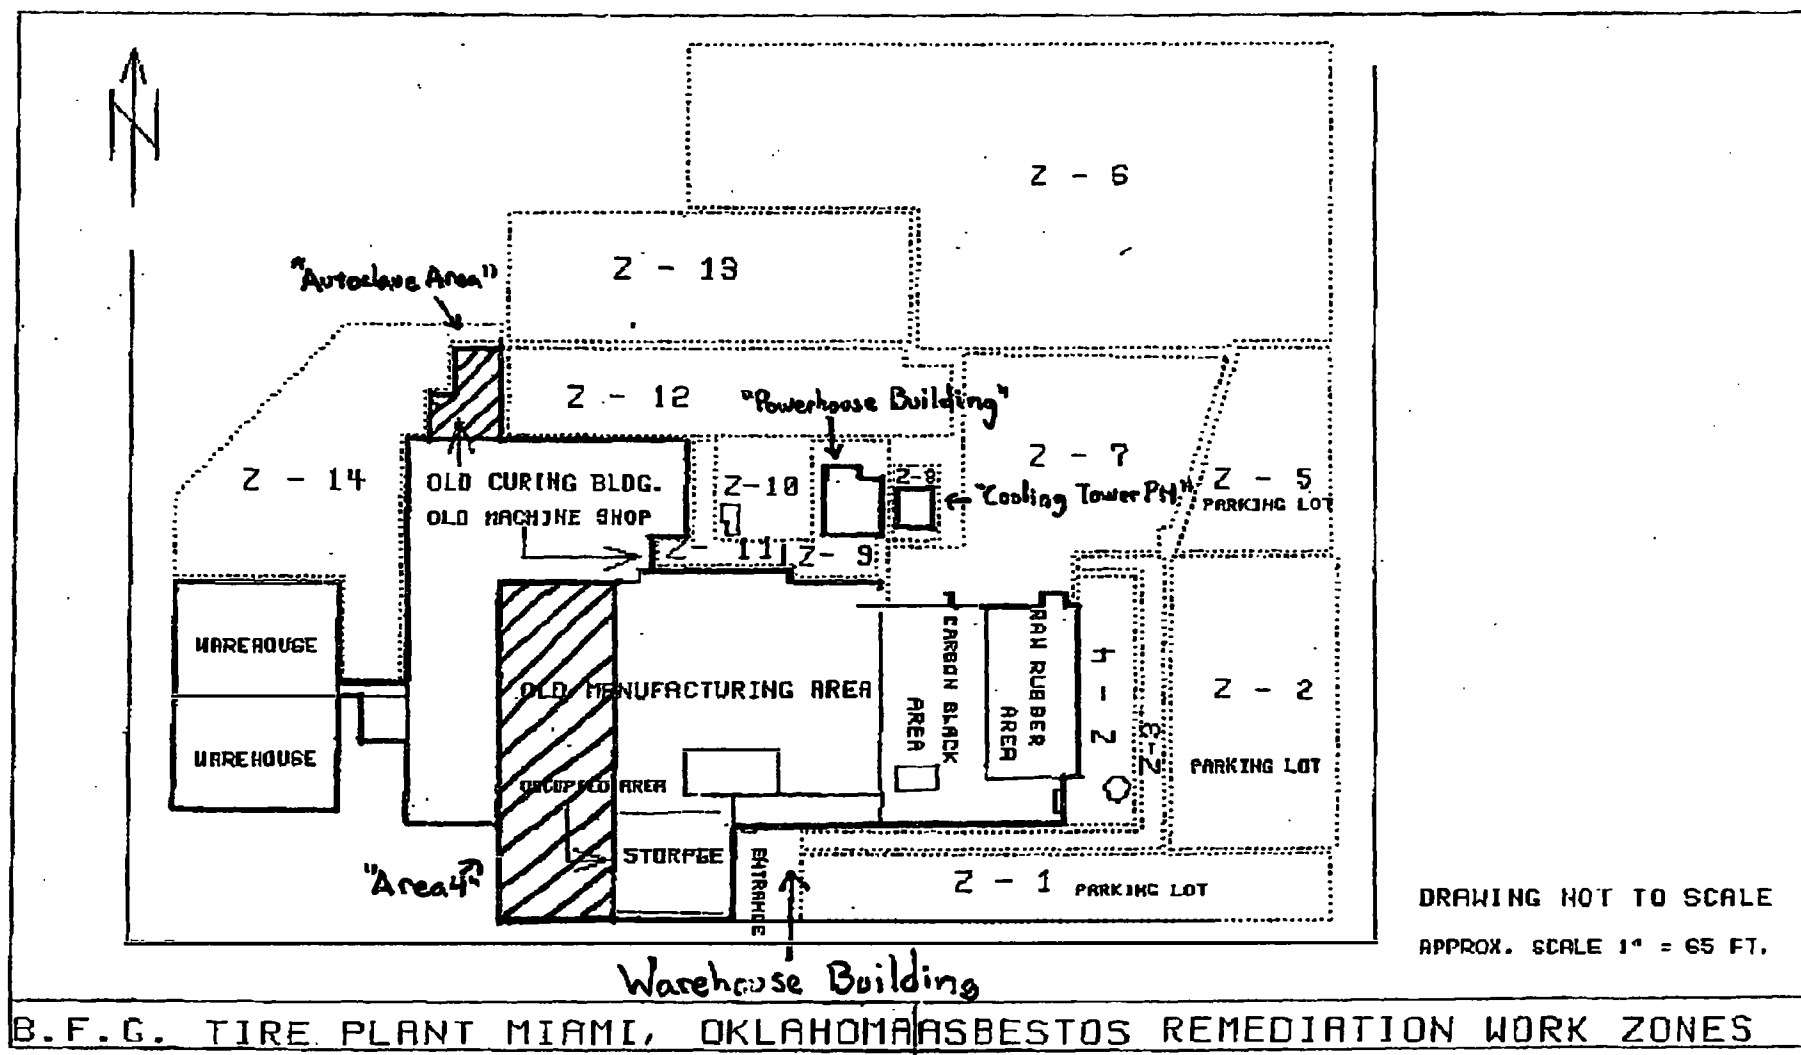 N
Z - 6
Z - 13
"Autoclave Area"
Z - 12
"Powerhouse Building"
Z - 7
Z - 14
OLD CURING BLDG.
OLD MACHINE SHOP
Z-10
Z-8
"Cooling Tower Pit"
Z - 5
PARKING LOT
Z - 11
Z - 9
WAREHOUSE
WAREHOUSE
OLD MANUFACTURING AREA
CARBON BLACK
AREA
RAW RUBBER
AREA
Z - 4
Z-3
Z - 2
PARKING LOT
OCCUPIED AREA
STORAGE
ENTRANCE
"Area 4"
Z - 1 PARKING LOT
DRAWING NOT TO SCALE
APPROX. SCALE 1" = 65 FT.
Warehouse Building
B.F.G. TIRE PLANT MIAMI, OKLAHOMA ASBESTOS REMEDIATION WORK ZONES